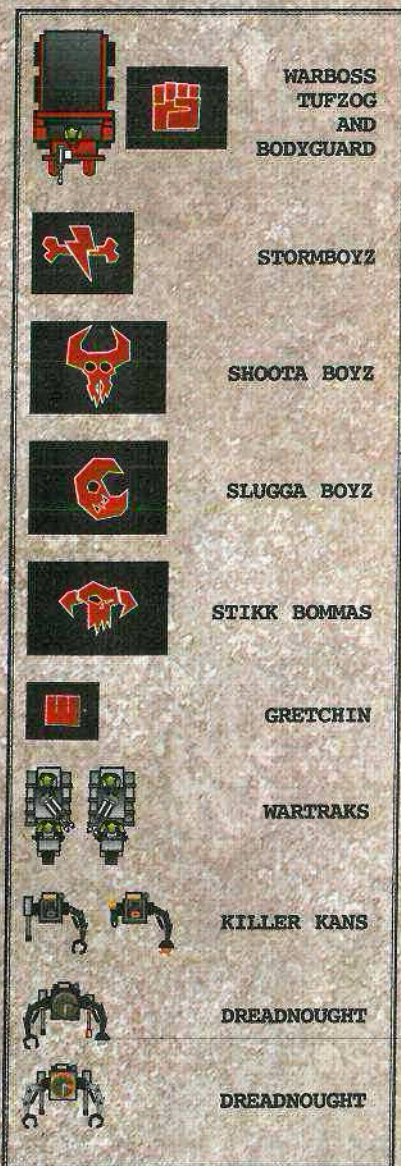 WARBOSS
TUFZOG
AND
BODYGUARD
STORMBOYZ
SHOOTA BOYZ
SLUGGA BOYZ
STIKK BOMMAS
GRETCHIN
WARTRAKS
KILLER KANS
DREADNOUGHT
DREADNOUGHT